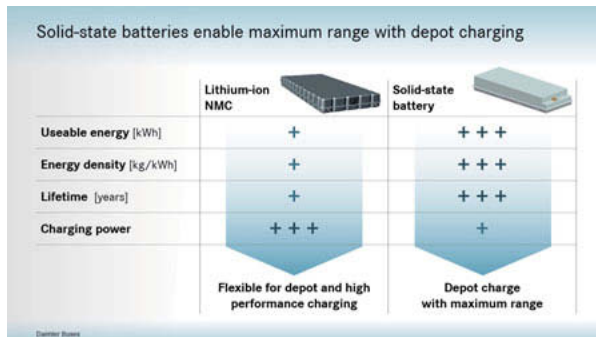 Solid-state batteries enable maximum range with depot charging
Lithium-ion
NMC
Solid-state
battery
Useable energy [kWh]
+
+ + +
Energy density [kg/kWh]
+
+ + +
Lifetime [years]
+
+ + +
Charging power
+ + +
+
Flexible for depot and high
performance charging
Depot charge
with maximum range
Daimler Buses